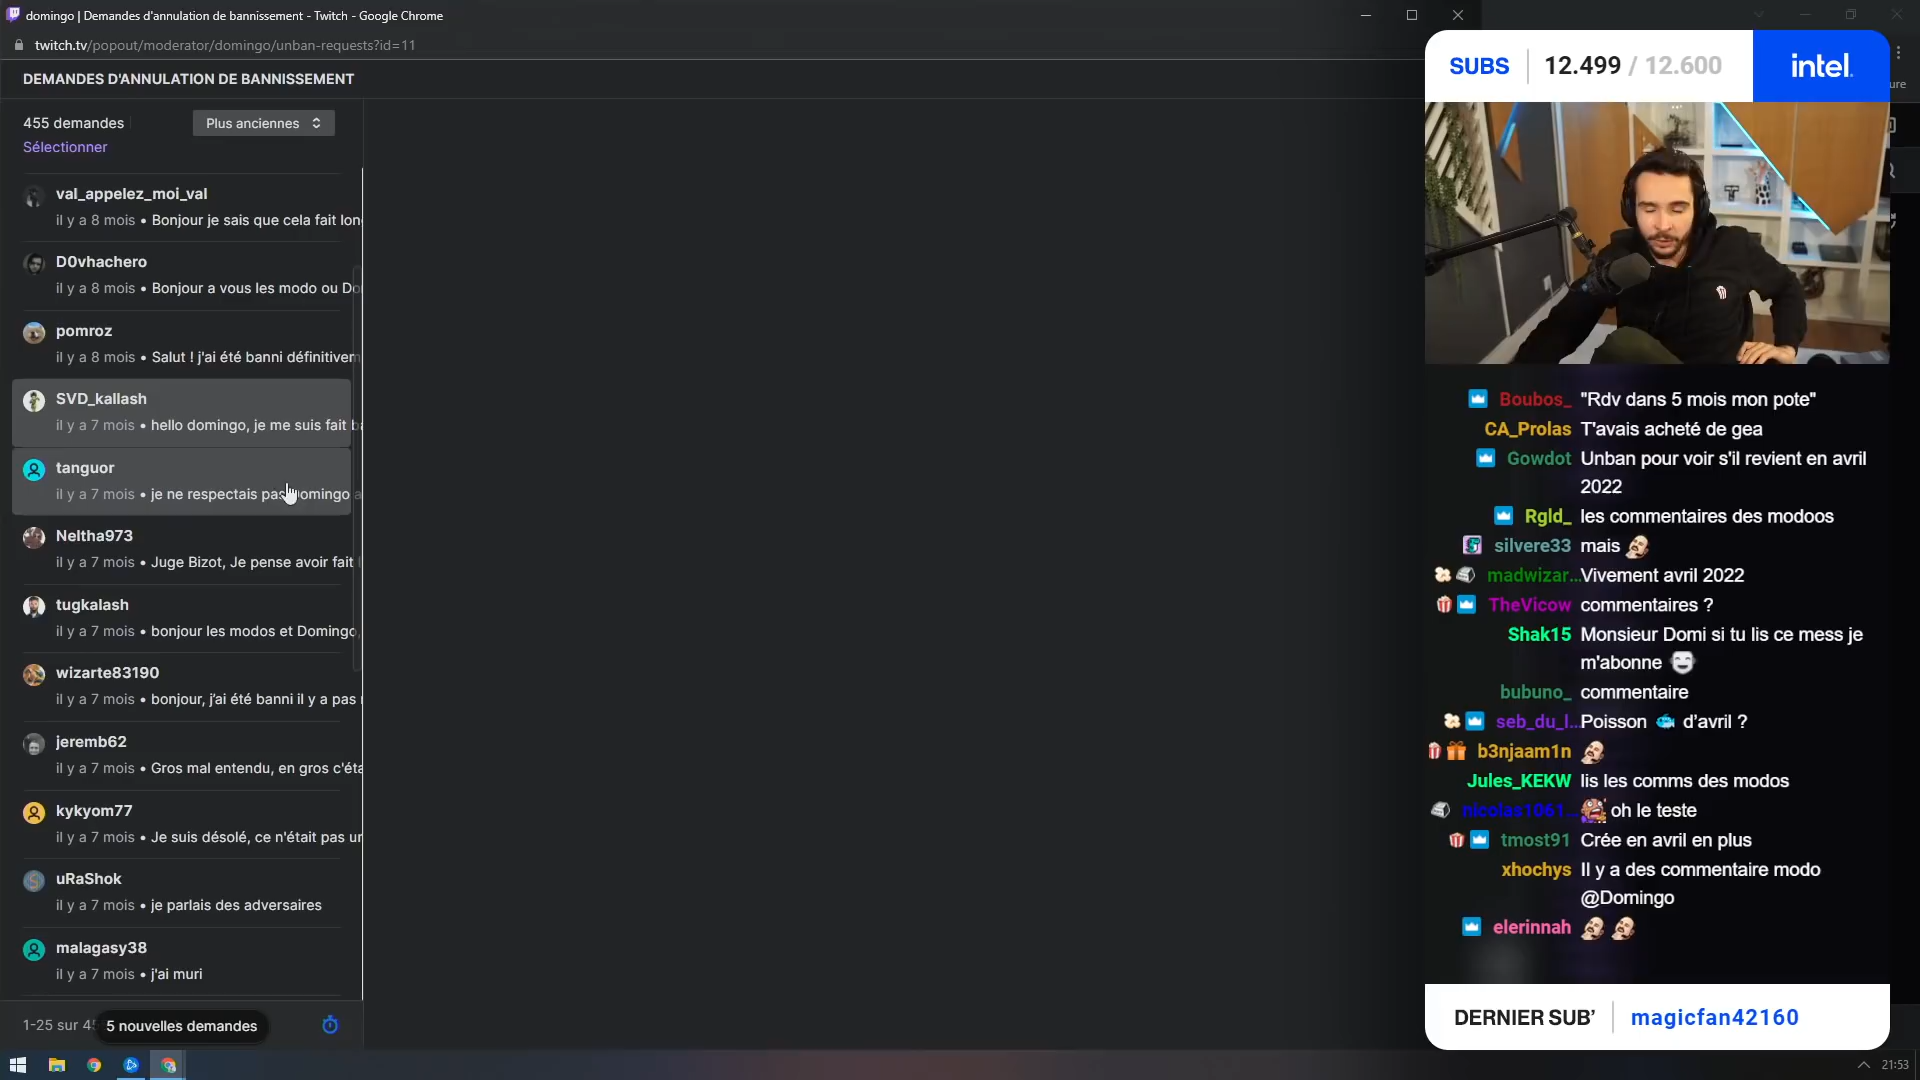 domingo | Demandes d'annulation de bannissement - Twitch - Google Chrome
twitch.tv/popout/moderator/domingo/unban-requests?id=11
DEMANDES D'ANNULATION DE BANNISSEMENT
455 demandes
Plus anciennes
Sélectionner
val_appelez_moi_val
il y a 8 mois • Bonjour je sais que cela fait lon
D0vhachero
il y a 8 mois • Bonjour a vous les modo ou Do
pomroz
il y a 8 mois • Salut ! j'ai été banni définitivem
SVD_kallash
il y a 7 mois • hello domingo, je me suis fait ba
tanguor
il y a 7 mois • je ne respectais pas Domingo a
Neltha973
il y a 7 mois • Juge Bizot, Je pense avoir fait
tugkalash
il y a 7 mois • bonjour les modos et Domingo,
wizarte83190
il y a 7 mois • bonjour, j'ai été banni il y a pas
jeremb62
il y a 7 mois • Gros mal entendu, en gros c'éta
kykyom77
il y a 7 mois • Je suis désolé, ce n'était pas un
uRaShok
il y a 7 mois • je parlais des adversaires
malagasy38
il y a 7 mois • j'ai muri
1-25 sur 4
5 nouvelles demandes
SUBS 12.499 / 12.600
intel.
ure
Boubos_ "Rdv dans 5 mois mon pote"
CA_Prolas T'avais acheté de gea
Gowdot Unban pour voir s'il revient en avril
2022
Rgld_ les commentaires des modoos
silvere33 mais
madwizar... Vivement avril 2022
TheVicow commentaires ?
Shak15 Monsieur Domi si tu lis ce mess je
m'abonne
bubuno_ commentaire
seb_du_l... Poisson d'avril ?
b3njaam1n
Jules_KEKW lis les comms des modos
nicolas1061... oh le teste
tmost91 Crée en avril en plus
xhochys Il y a des commentaire modo
@Domingo
elerinnah
DERNIER SUB' magicfan42160
21:53